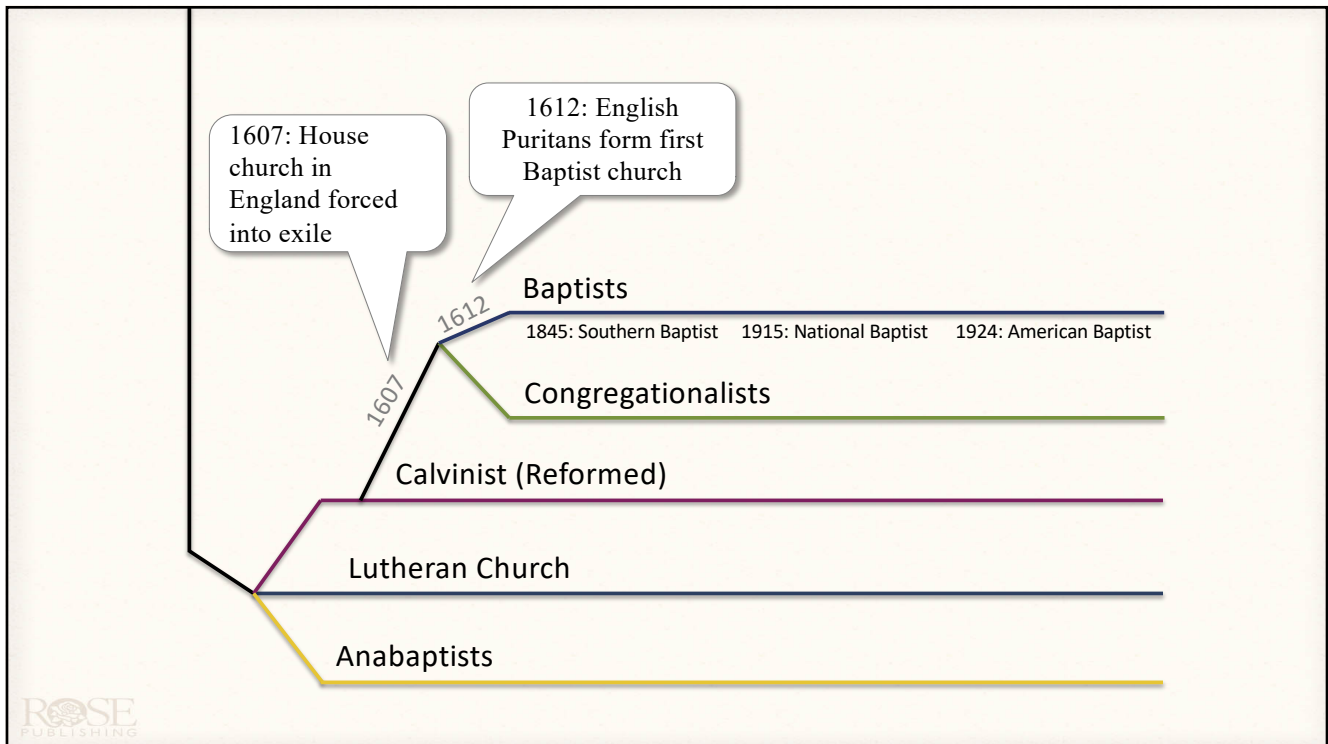 1607: House
church in
England forced
into exile
1612: English
Puritans form first
Baptist church
1612
1607
Baptists
1845: Southern Baptist 1915: National Baptist 1924: American Baptist
Congregationalists
Calvinist (Reformed)
Lutheran Church
Anabaptists
ROSE
PUBLISHING